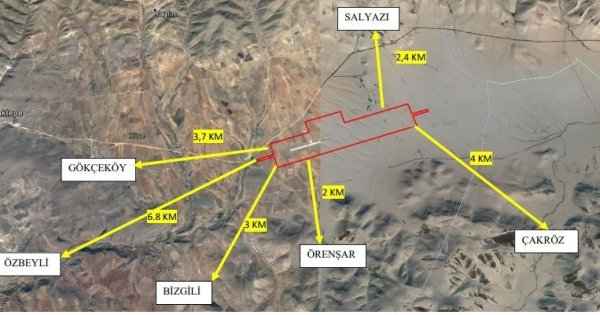 SALYAZI
2,4 KM
Köse
3,7 KM
GÖKÇEKÖY
4 KM
2 KM
6.8 KM
3 KM
ÇAKRÖZ
ÖRENŞAR
ÖZBEYLİ
BİZGİLİ